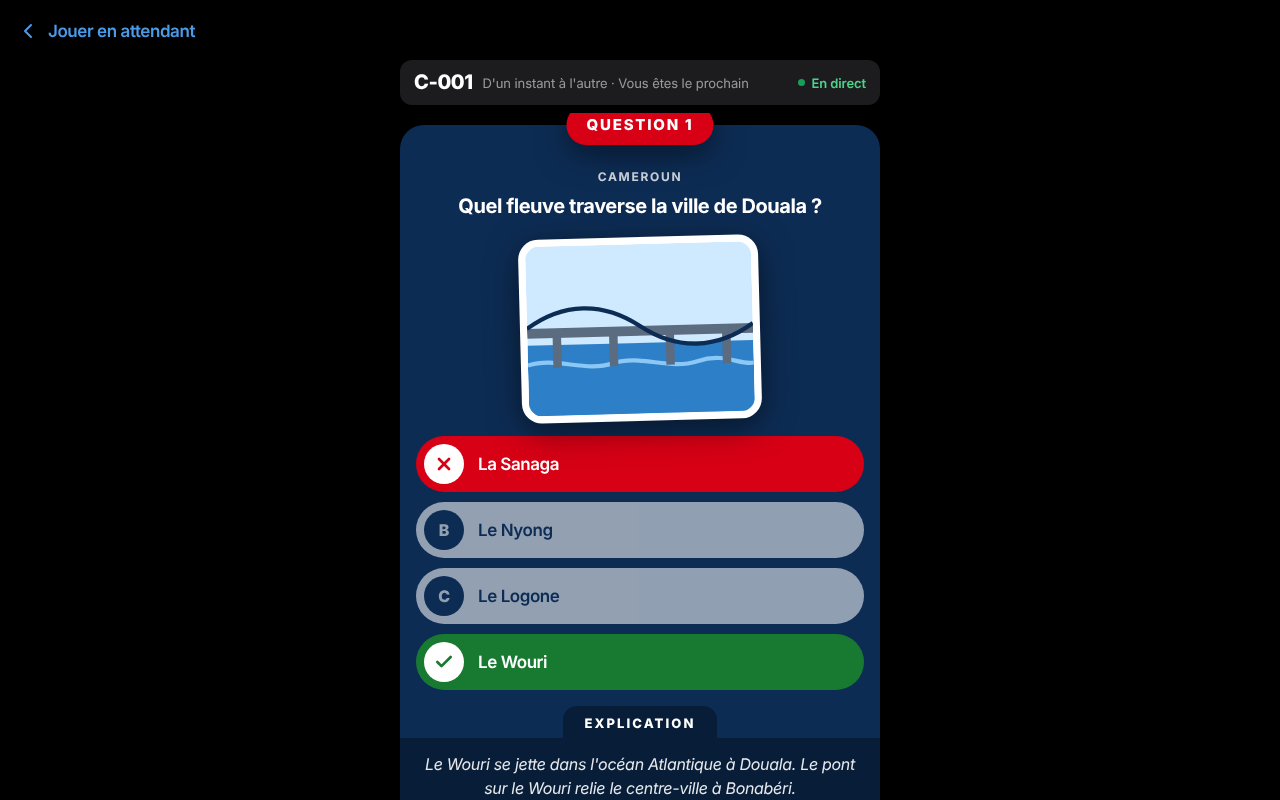 Jouer en attendant
C-001 D'un instant à l'autre · Vous êtes le prochain En direct
QUESTION 1
CAMEROUN
Quel fleuve traverse la ville de Douala ?
La Sanaga
B Le Nyong
C Le Logone
Le Wouri
EXPLICATION
Le Wouri se jette dans l'océan Atlantique à Douala. Le pont
sur le Wouri relie le centre-ville à Bonabéri.